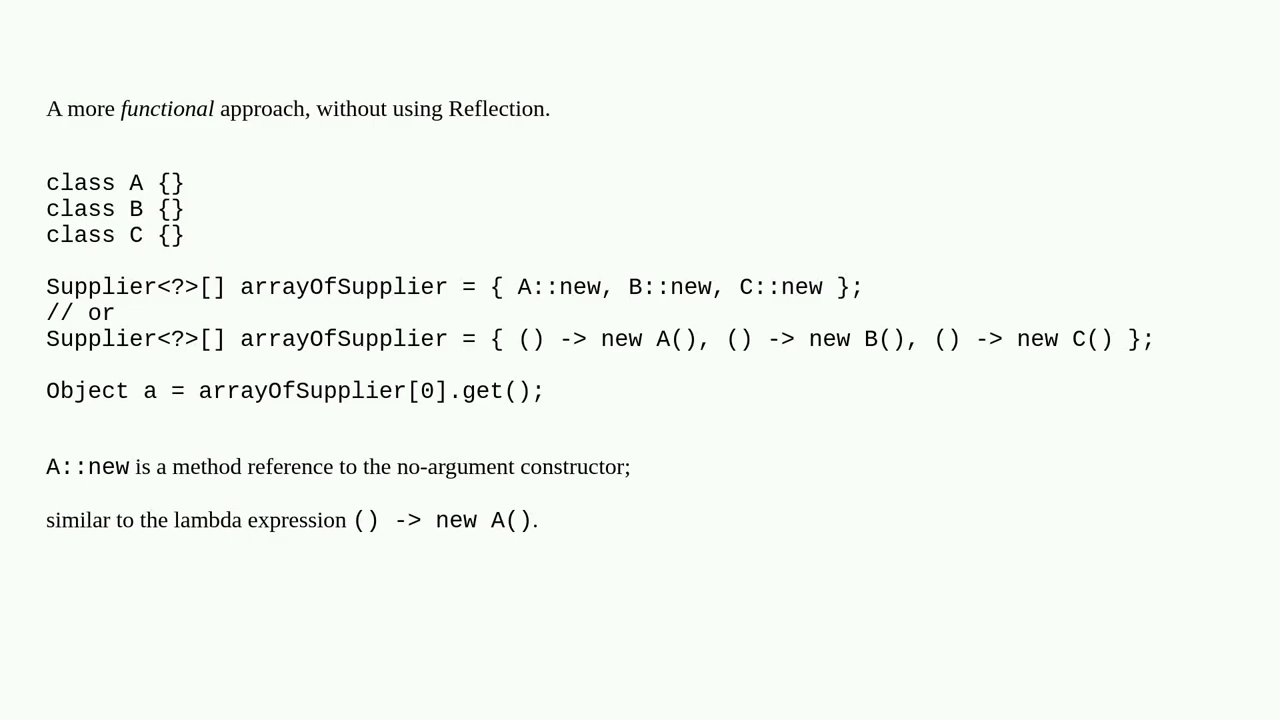 A more functional approach, without using Reflection.
class A {}
class B {}
class C {}
Supplier<?>[] arrayOfSupplier = { A::new, B::new, C::new };
// or
Supplier<?>[] arrayOfSupplier = { () -> new A(), () -> new B(), () -> new C() };
Object a = arrayOfSupplier[0].get();
A::new is a method reference to the no-argument constructor;
similar to the lambda expression () -> new A().